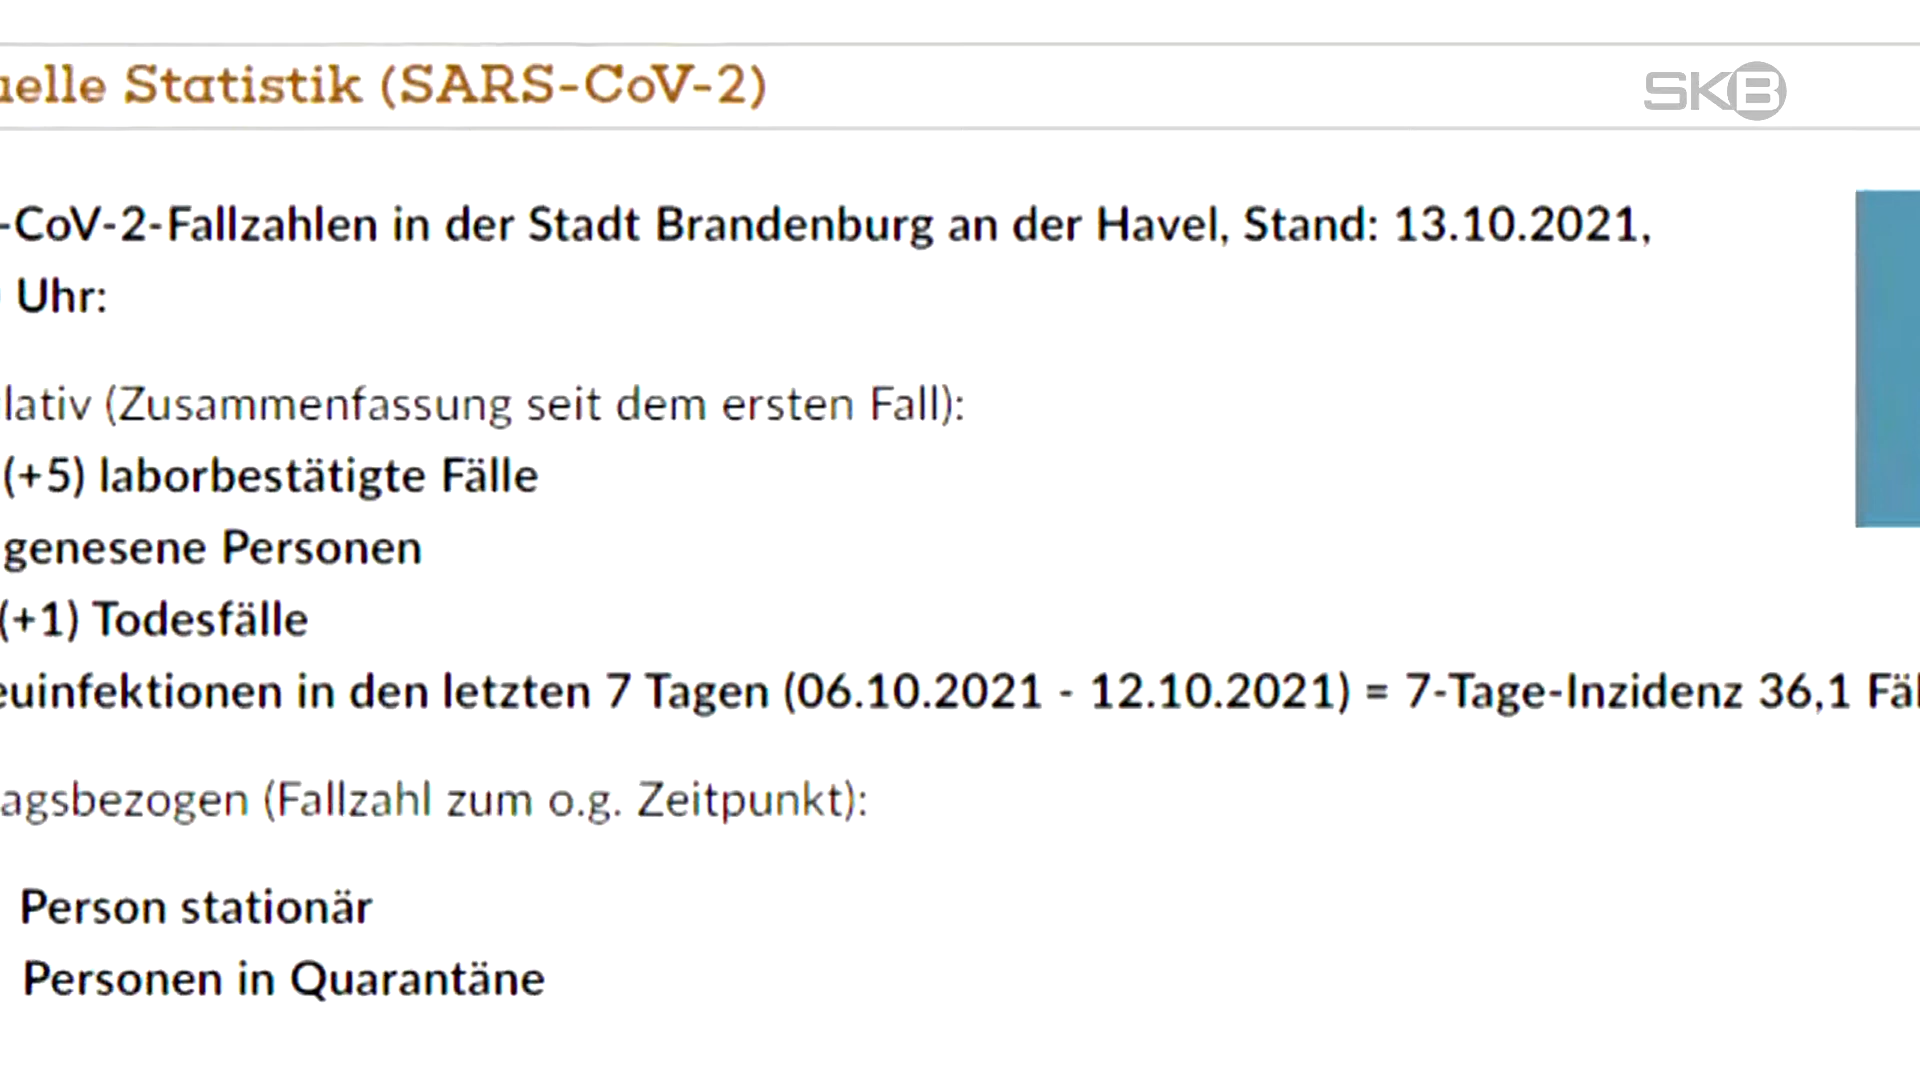 uelle Statistik (SARS-CoV-2)
SKB
-CoV-2-Fallzahlen in der Stadt Brandenburg an der Havel, Stand: 13.10.2021,
Uhr:
lativ (Zusammenfassung seit dem ersten Fall):
(+5) laborbestätigte Fälle
genesene Personen
(+1) Todesfälle
euinfektionen in den letzten 7 Tagen (06.10.2021 - 12.10.2021) = 7-Tage-Inzidenz 36,1 Fäl
agsbezogen (Fallzahl zum o.g. Zeitpunkt):
Person stationär
Personen in Quarantäne